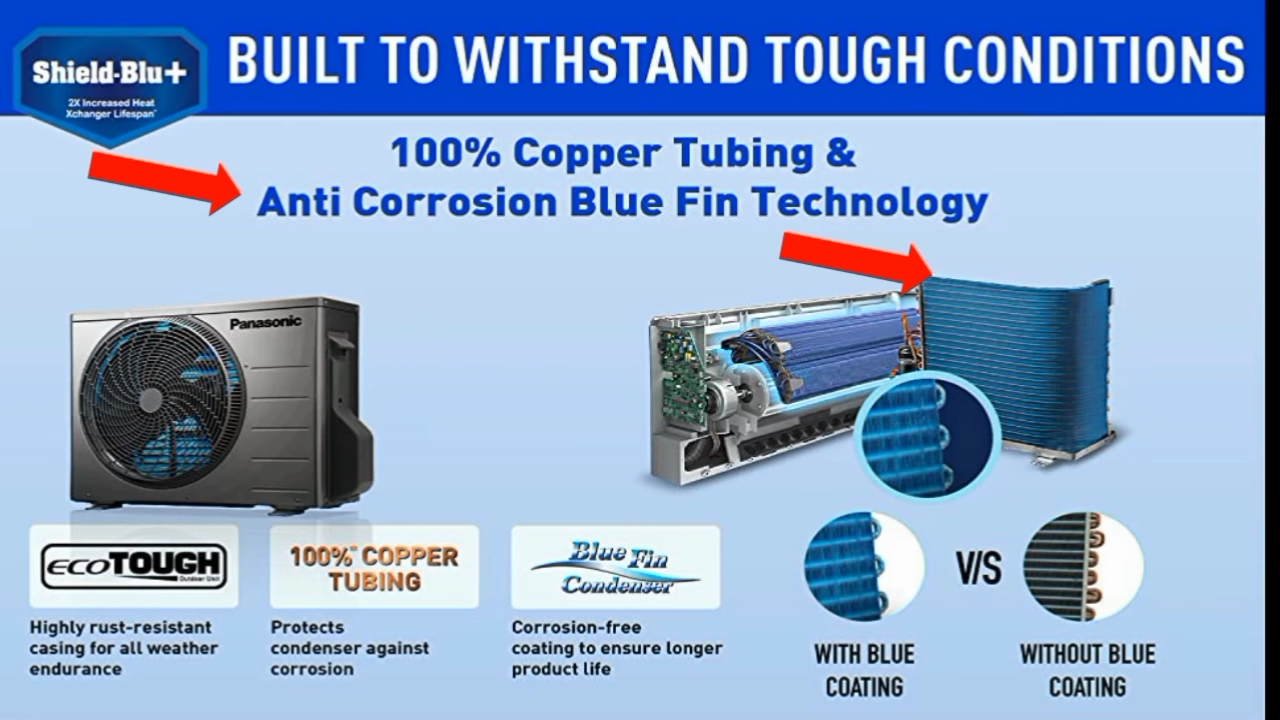 Shield-Blu+
2X Increased Heat
Xchanger Lifespan*
BUILT TO WITHSTAND TOUGH CONDITIONS
100% Copper Tubing &
Anti Corrosion Blue Fin Technology
Panasonic
ecoTOUGH
Outdoor Unit
Highly rust-resistant
casing for all weather
endurance
100%~ COPPER
TUBING
Protects
condenser against
corrosion
Blue Fin
Condenser
Corrosion-free
coating to ensure longer
product life
WITH BLUE
COATING
V/S
WITHOUT BLUE
COATING